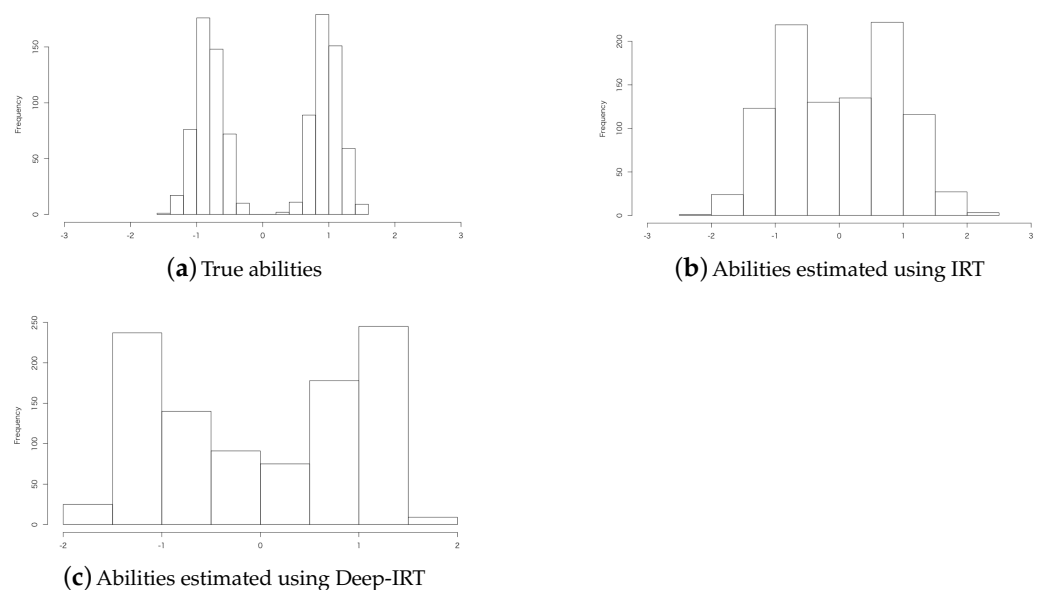 Frequency
0 50 100 150
-3 -2 -1 0 1 2 3
(a) True abilities
Frequency
0 50 100 150 200
-3 -2 -1 0 1 2 3
(b) Abilities estimated using IRT
Frequency
0 50 100 150 200 250
-2 -1 0 1 2
(c) Abilities estimated using Deep-IRT